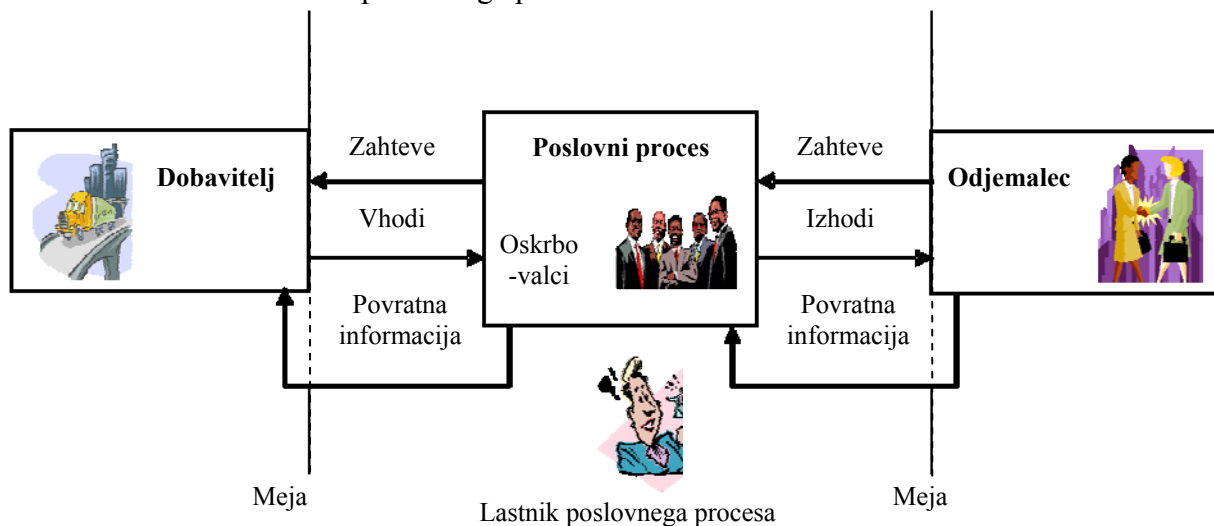 Zahteve
Poslovni proces
Zahteve
Dobavitelj
Odjemalec
Vhodi
Izhodi
Oskrbo
-valci
Povratna
informacija
Povratna
informacija
Meja
Meja
Lastnik poslovnega procesa